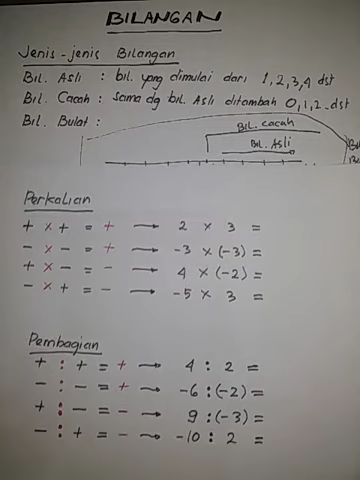 BILANGAN
Jenis-jenis Bilangan
Bil. Asli : bil. yang dimulai dari 1,2,3,4 dst
Bil. Cacah : sama dg bil. Asli ditambah 0,1,2..dst
Bil. Bulat :
Bil. Cacah
Bil. Asli
Perkalian
+ x + = + → 2 x 3 =
- x - = + → -3 x (-3) =
+ x - = - → 4 x (-2) =
- x + = - → -5 x 3 =
Pembagian
+ : + = + → 4 : 2 =
- : - = + → -6 : (-2) =
+ : - = - → 9 : (-3) =
- : + = - → -10 : 2 =